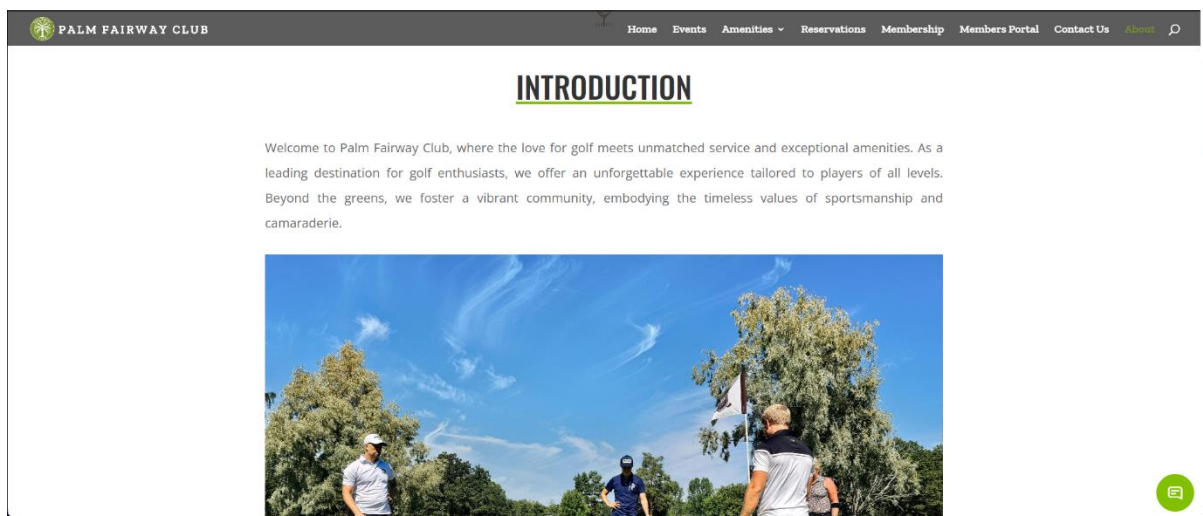 PALM FAIRWAY CLUB
Home Events Amenities Reservations Membership Members Portal Contact Us About
INTRODUCTION
Welcome to Palm Fairway Club, where the love for golf meets unmatched service and exceptional amenities. As a
leading destination for golf enthusiasts, we offer an unforgettable experience tailored to players of all levels.
Beyond the greens, we foster a vibrant community, embodying the timeless values of sportsmanship and
camaraderie.